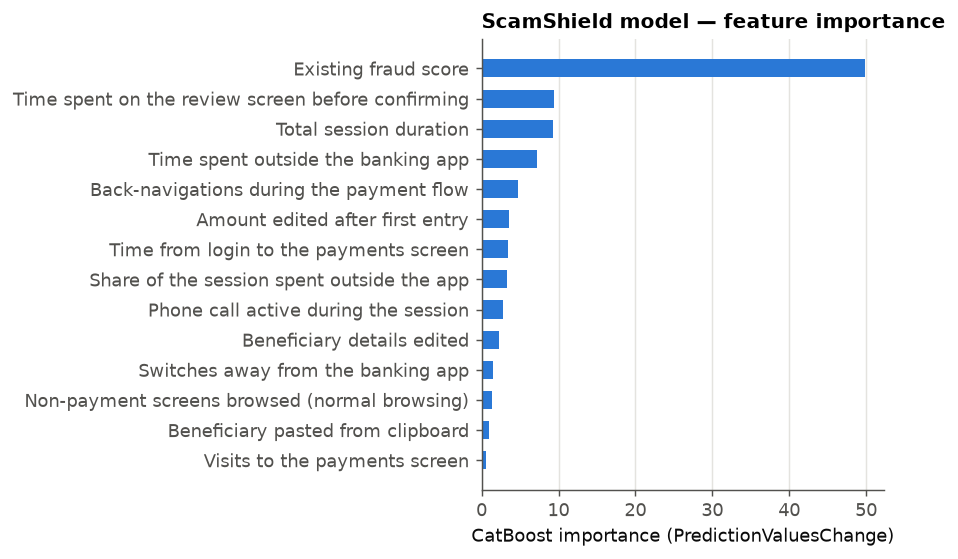 ScamShield model — feature importance
Existing fraud score
Time spent on the review screen before confirming
Total session duration
Time spent outside the banking app
Back-navigations during the payment flow
Amount edited after first entry
Time from login to the payments screen
Share of the session spent outside the app
Phone call active during the session
Beneficiary details edited
Switches away from the banking app
Non-payment screens browsed (normal browsing)
Beneficiary pasted from clipboard
Visits to the payments screen
0 10 20 30 40 50
CatBoost importance (PredictionValuesChange)